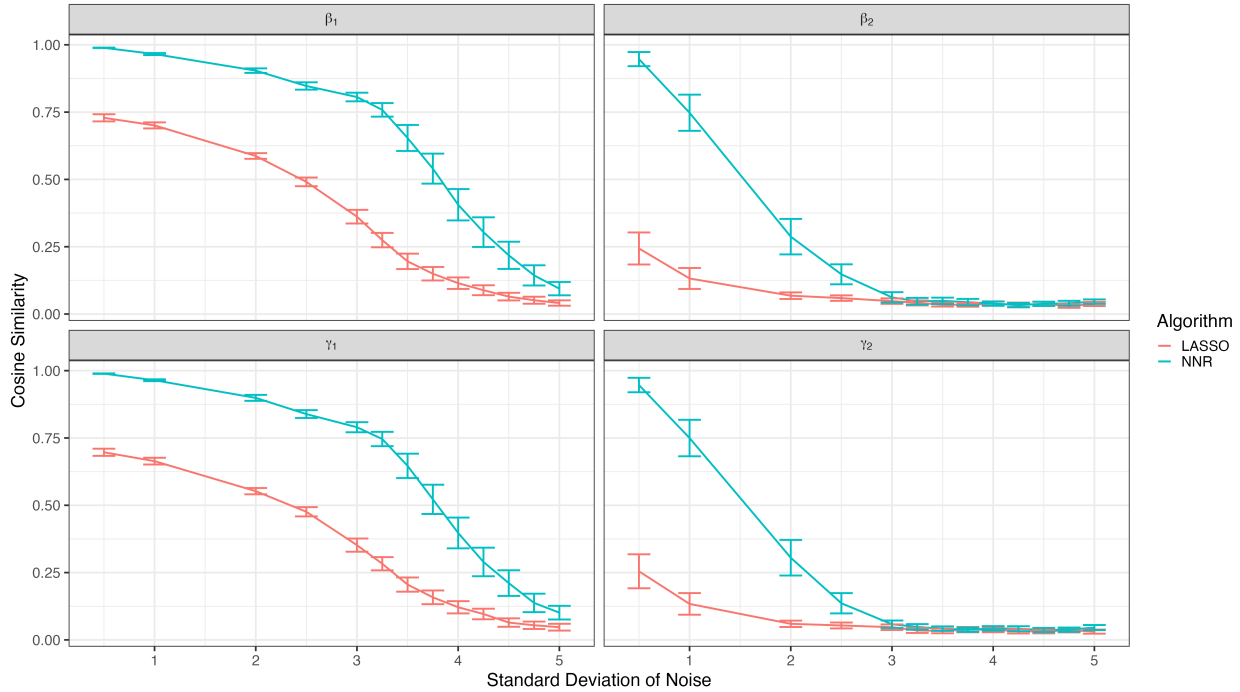 β1
β2
1.00
0.75
0.50
0.25
0.00
γ1
γ2
1.00
0.75
0.50
0.25
0.00
Cosine Similarity
1 2 3 4 5
1 2 3 4 5
Standard Deviation of Noise
Algorithm
LASSO
NNR